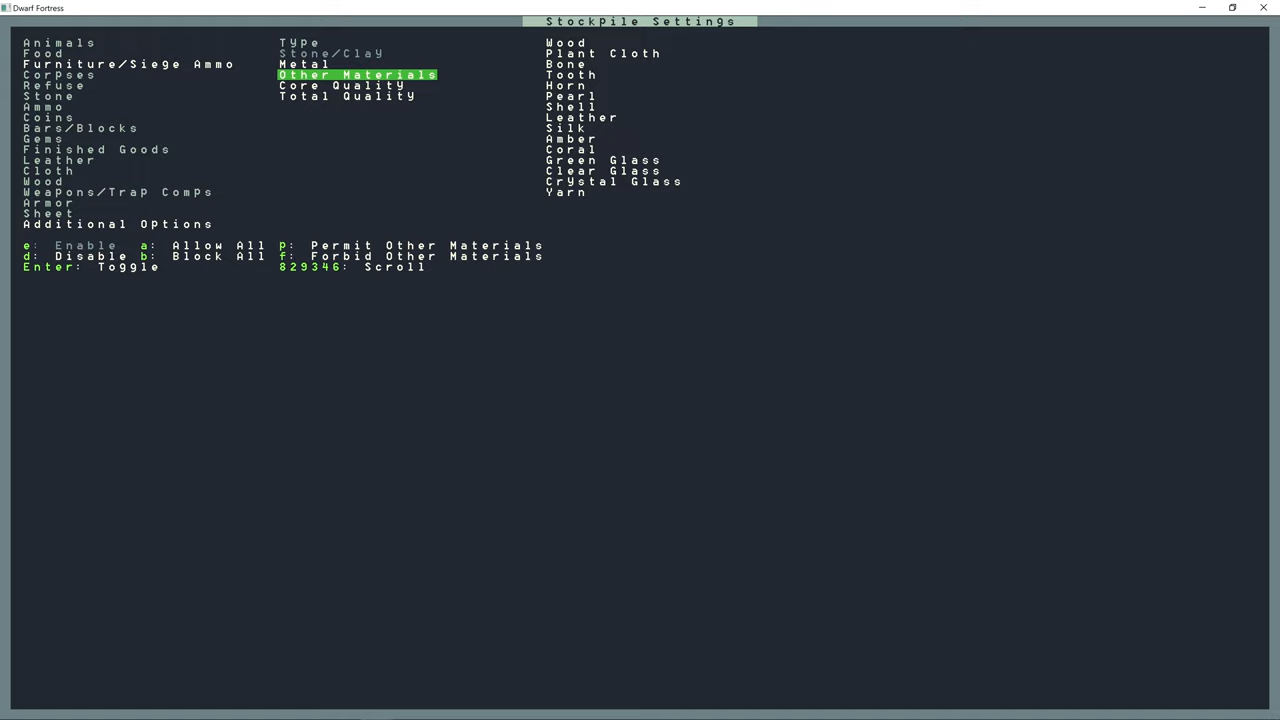 Dwarf Fortress
Stockpile Settings
Animals
Food
Furniture/Siege Ammo
Corpses
Refuse
Stone
Ammo
Coins
Bars/Blocks
Gems
Finished Goods
Leather
Cloth
Wood
Weapons/Trap Comps
Armor
Sheet
Additional Options
Type
Stone/Clay
Metal
Other Materials
Core Quality
Total Quality
Wood
Plant Cloth
Bone
Tooth
Horn
Pearl
Shell
Leather
Silk
Amber
Coral
Green Glass
Clear Glass
Crystal Glass
Yarn
e: Enable a: Allow All p: Permit Other Materials
d: Disable b: Block All f: Forbid Other Materials
Enter: Toggle 829346: Scroll